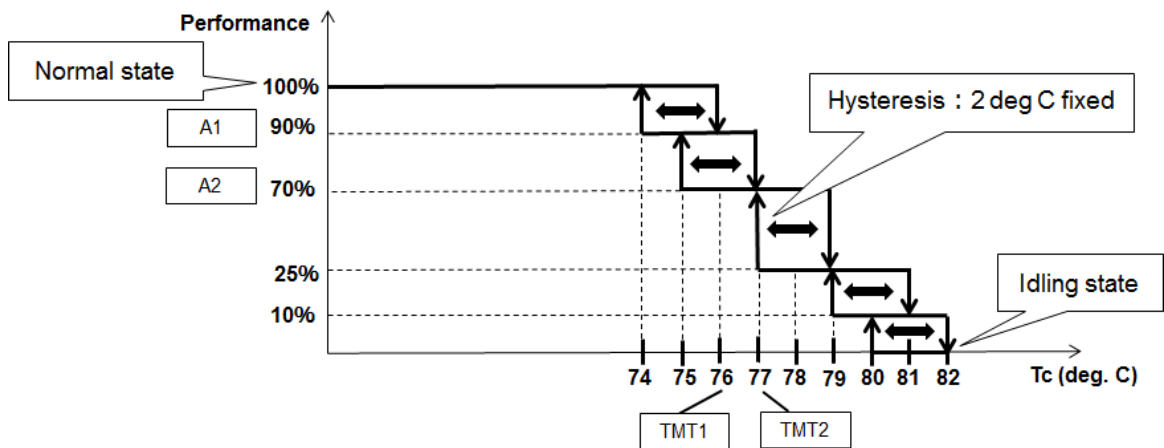 Performance
Normal state
100%
Hysteresis : 2 deg C fixed
A1
90%
A2
70%
25%
Idling state
10%
74 75 76 77 78 79 80 81 82 Tc (deg. C)
TMT1 TMT2